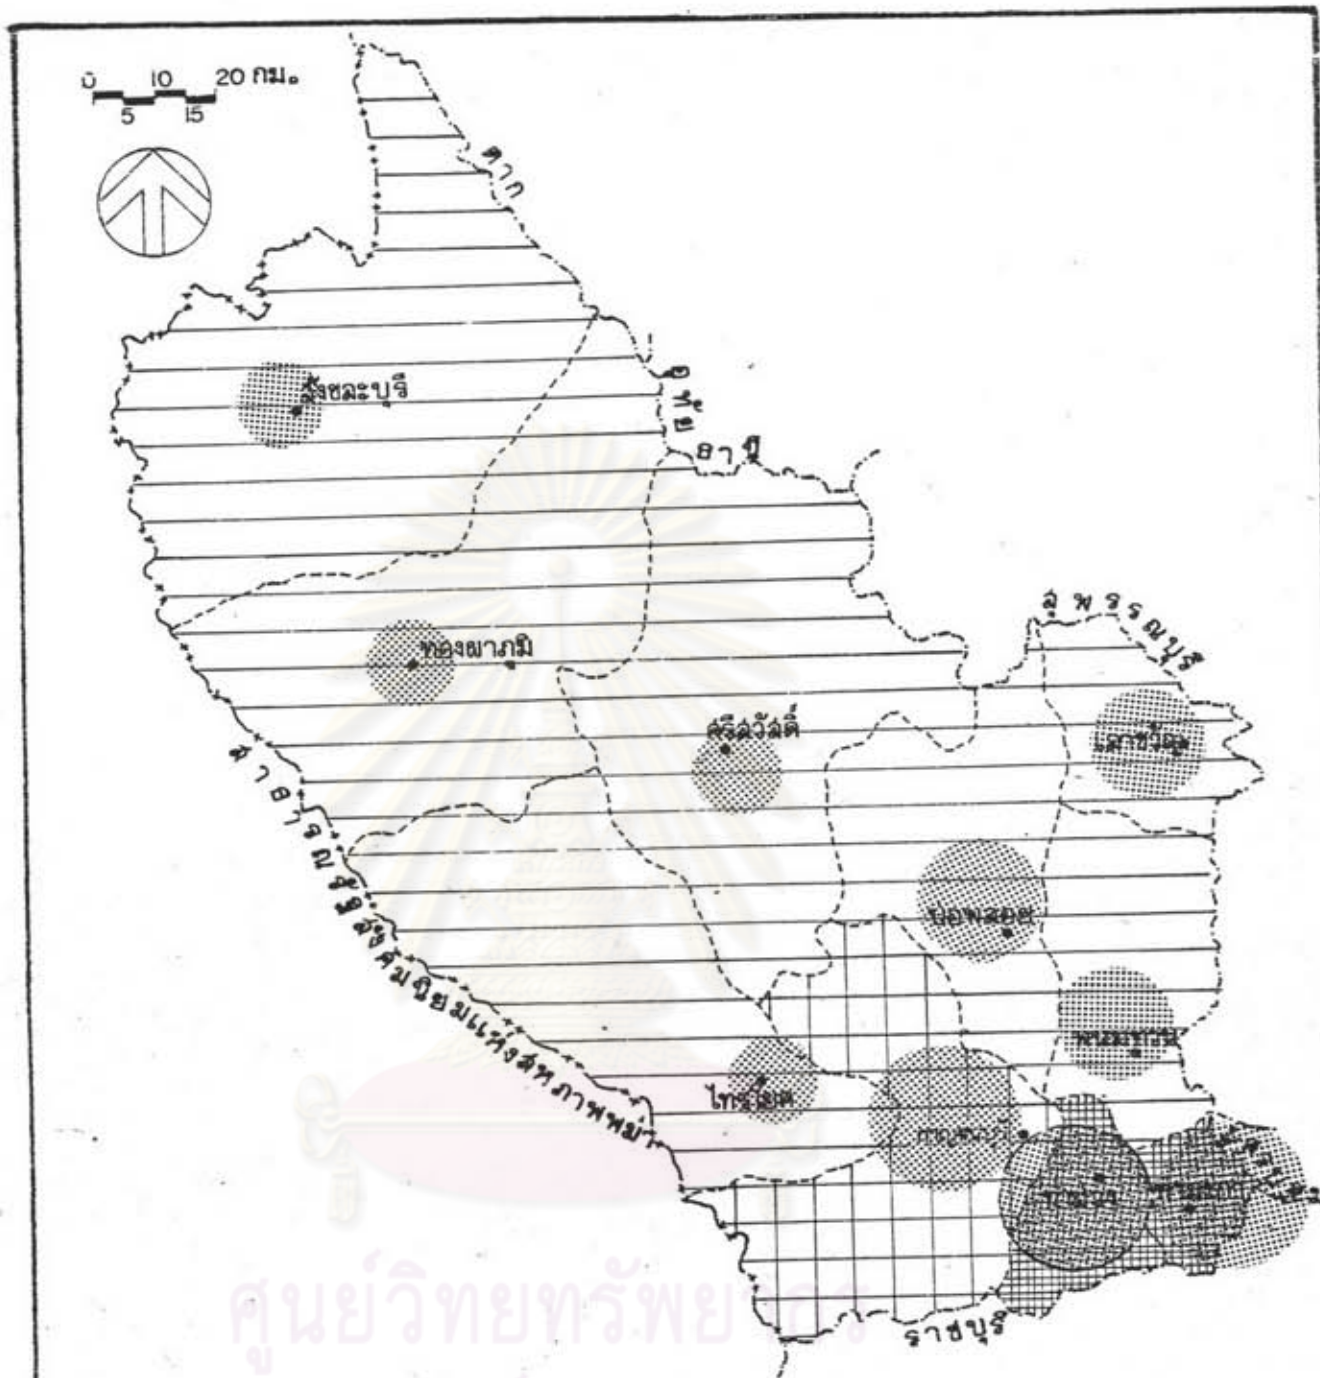 0 10 20 กม.
5 15
ตาก
อุทัย
ธานี
สังขละบุรี
สุพรรณบุรี
ทองผาภูมิ
ศรีสวัสดิ์
เลาขวัญ
สาธารณรัฐสังคมนิยมแห่งสหภาพพม่า
บ่อพลอย
พนมทวน
ไทรโยค
กาญจนบุรี
ท่าม่วง
ท่ามะกา
ราชบุรี
ศูนย์วิทยทรัพยากร